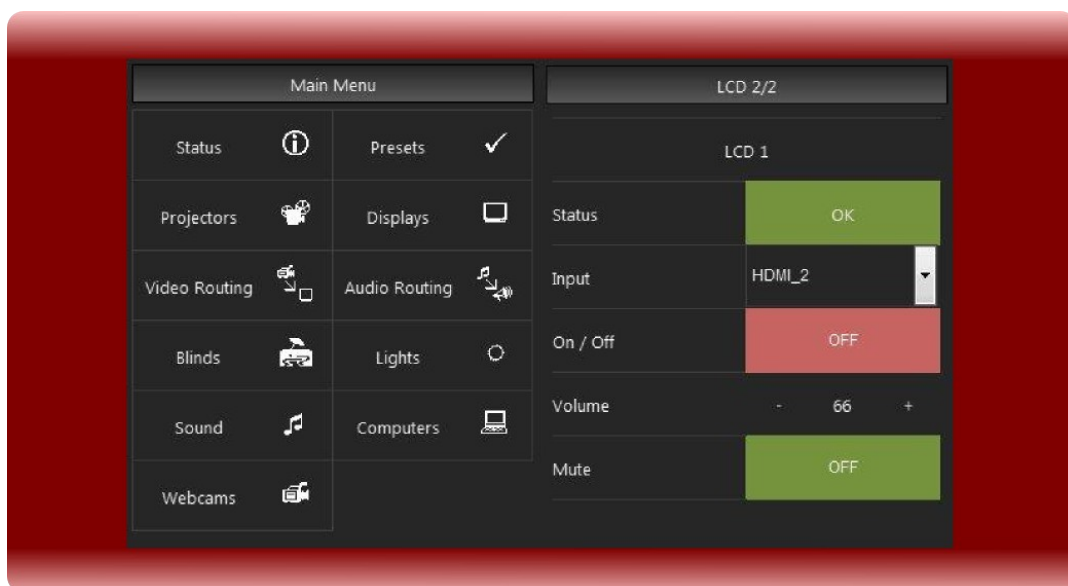 Main Menu
Status
Presets
Projectors
Displays
Video Routing
Audio Routing
Blinds
Lights
Sound
Computers
Webcams
LCD 2/2
LCD 1
Status OK
Input HDMI_2
On / Off OFF
Volume - 66 +
Mute OFF